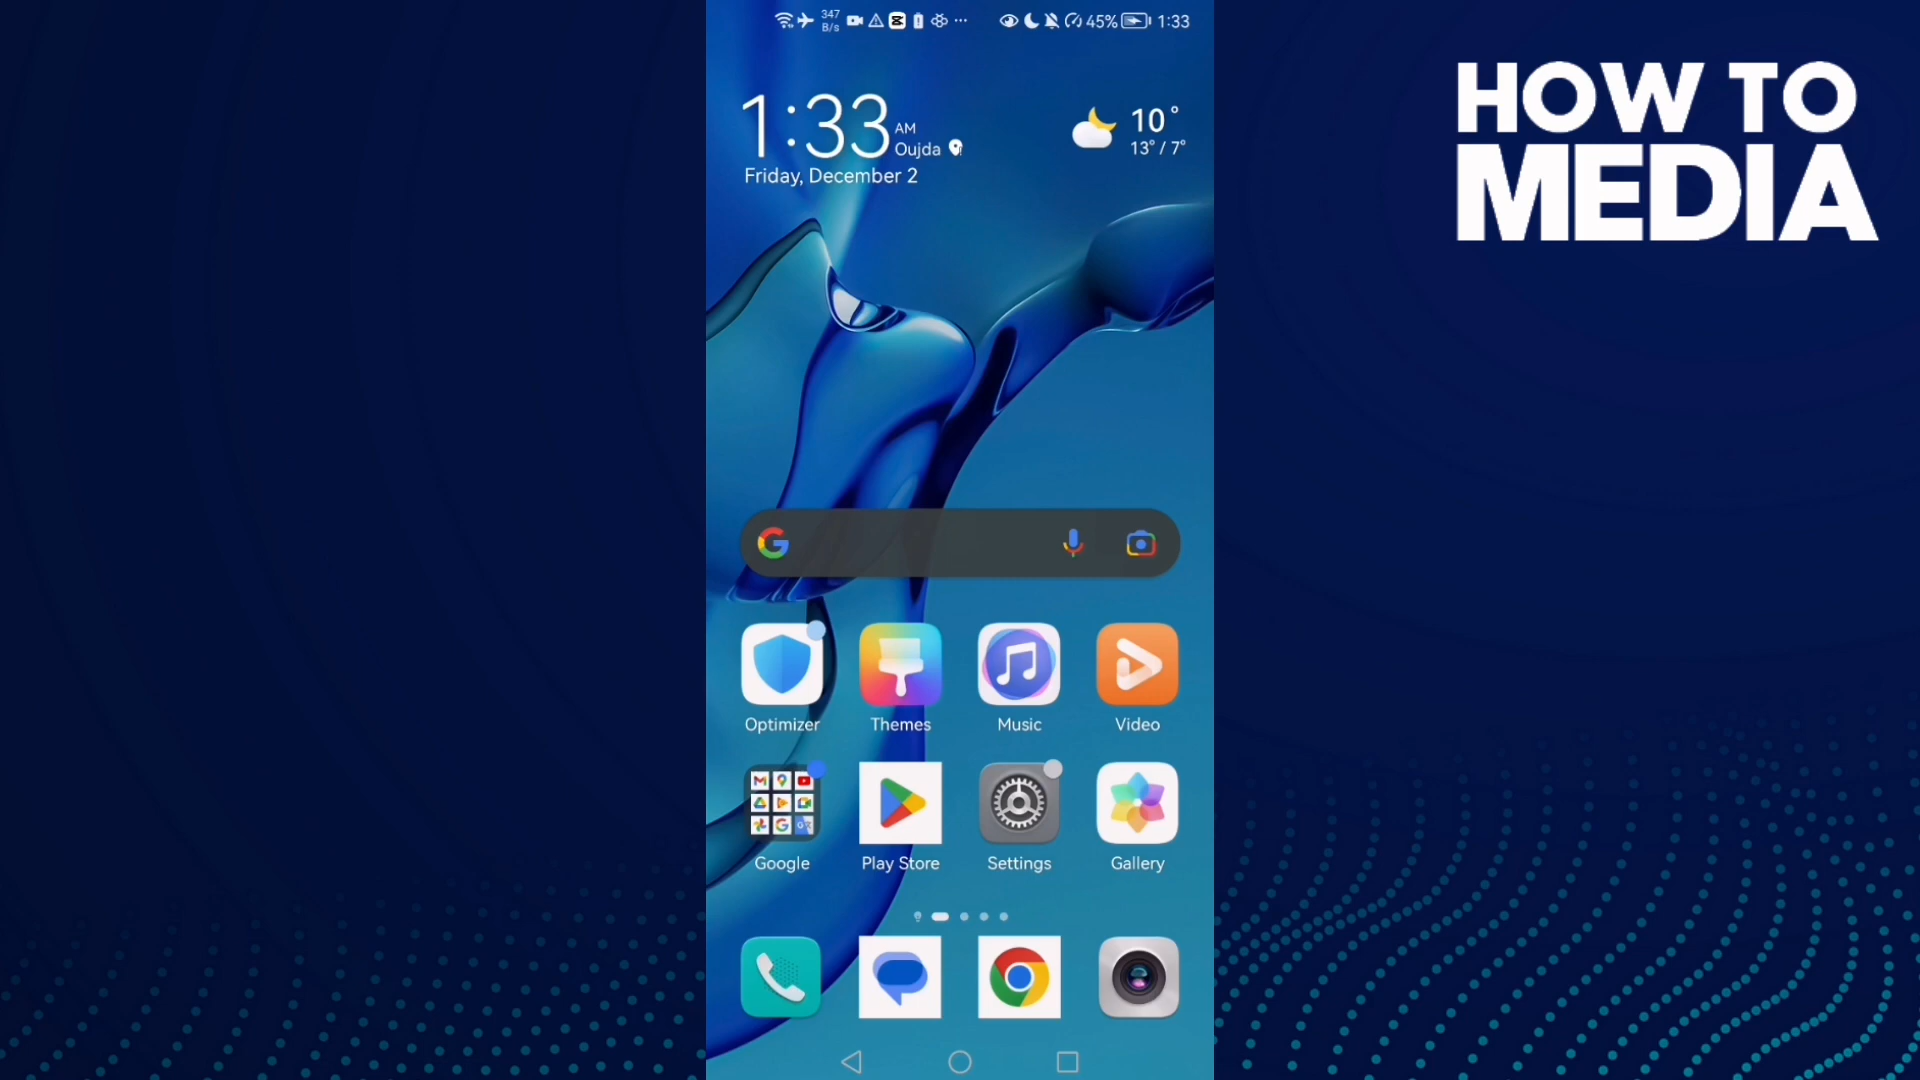 347
B/s
45%
1:33
1:33
AM
Oujda
Friday, December 2
10°
13° / 7°
HOW TO
MEDIA
Optimizer
Themes
Music
Video
Google
Play Store
Settings
Gallery